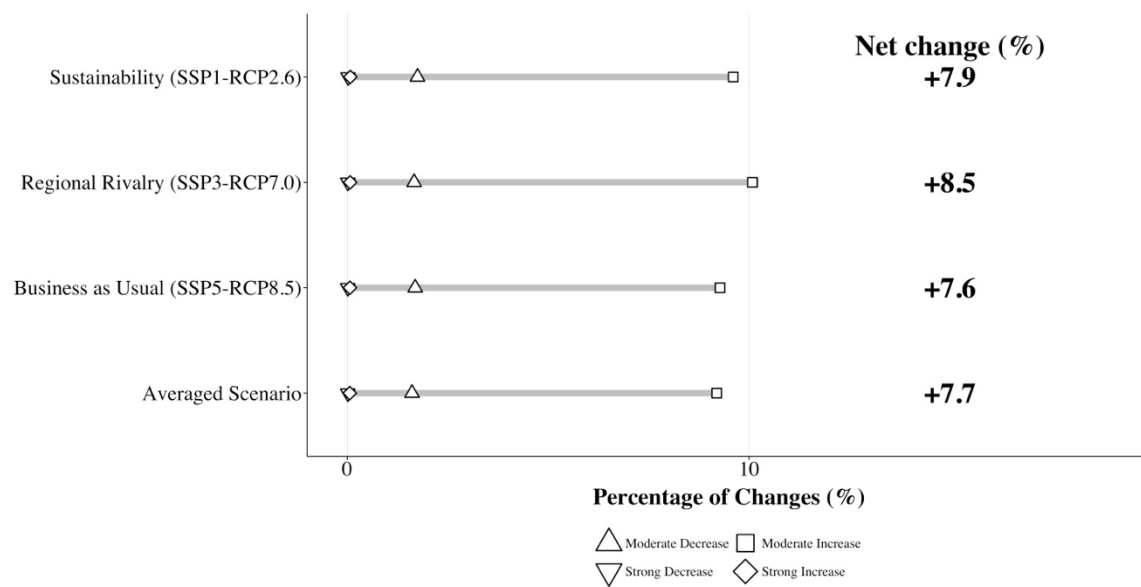 Net change (%)
Sustainability (SSP1-RCP2.6) +7.9
Regional Rivalry (SSP3-RCP7.0) +8.5
Business as Usual (SSP5-RCP8.5) +7.6
Averaged Scenario +7.7
0 10
Percentage of Changes (%)
Moderate Decrease Moderate Increase
Strong Decrease Strong Increase